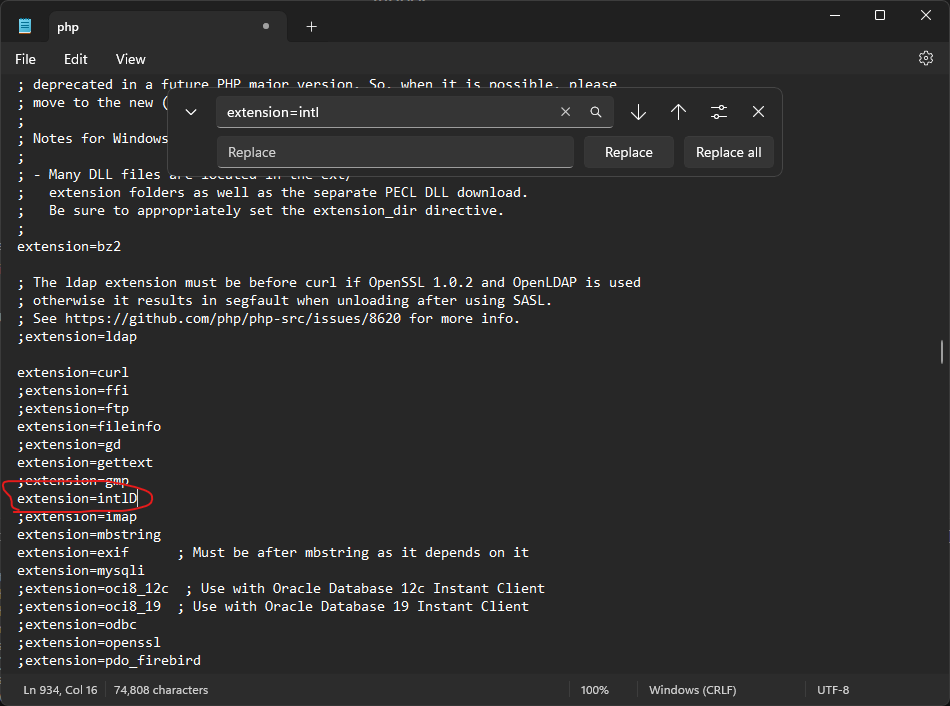 php
File Edit View
; deprecated in a future PHP major version. So, when it is possible, please
; move to the new (
extension=intl
;
; Notes for Windows
Replace
Replace
Replace all
;
; - Many DLL files are located in the ext/
;   extension folders as well as the separate PECL DLL download.
;   Be sure to appropriately set the extension_dir directive.
;
extension=bz2
; The ldap extension must be before curl if OpenSSL 1.0.2 and OpenLDAP is used
; otherwise it results in segfault when unloading after using SASL.
; See https://github.com/php/php-src/issues/8620 for more info.
;extension=ldap
extension=curl
;extension=ffi
;extension=ftp
extension=fileinfo
;extension=gd
extension=gettext
;extension=gmp
extension=intlD
;extension=imap
extension=mbstring
extension=exif      ; Must be after mbstring as it depends on it
extension=mysqli
;extension=oci8_12c  ; Use with Oracle Database 12c Instant Client
;extension=oci8_19  ; Use with Oracle Database 19 Instant Client
;extension=odbc
;extension=openssl
;extension=pdo_firebird
Ln 934, Col 16 74,808 characters 100% Windows (CRLF) UTF-8